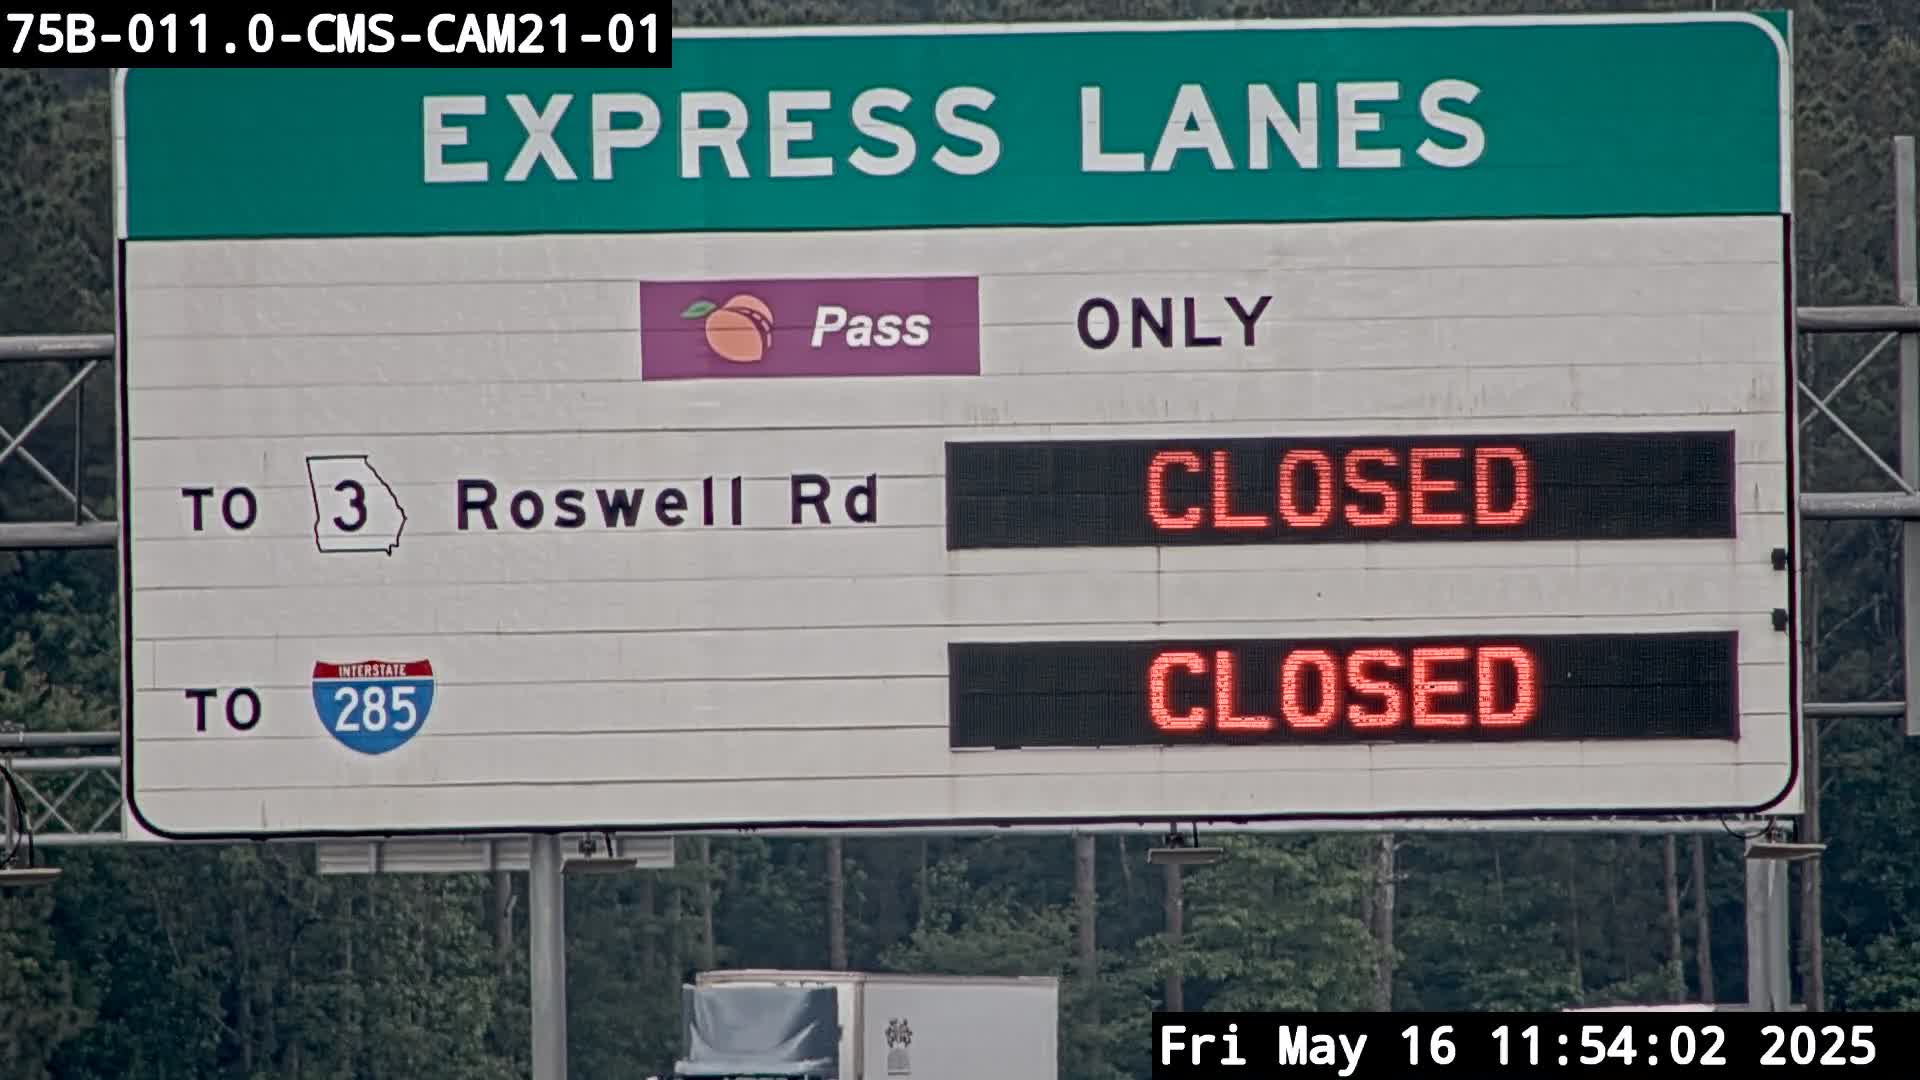 75B-011.0-CMS-CAM21-01
EXPRESS LANES
Pass ONLY
TO 3 Roswell Rd CLOSED
INTERSTATE
TO 285 CLOSED
Fri May 16 11:54:02 2025